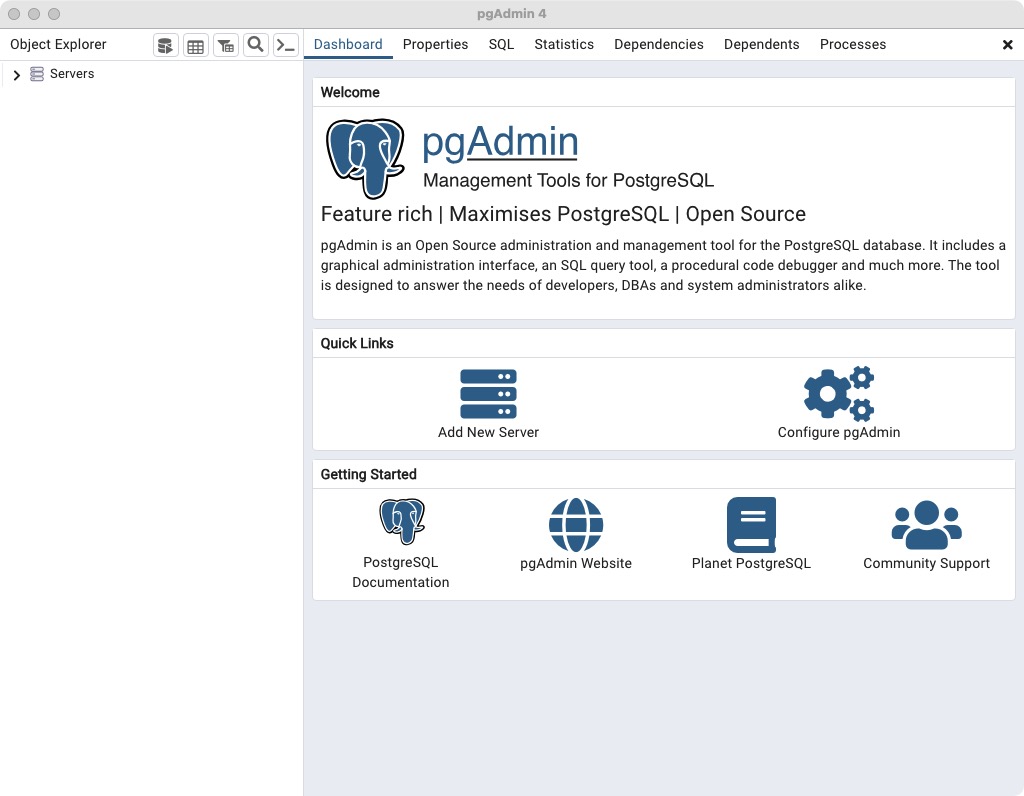 pgAdmin 4
Object Explorer
Dashboard Properties SQL Statistics Dependencies Dependents Processes
Servers
Welcome
pgAdmin
Management Tools for PostgreSQL
Feature rich | Maximises PostgreSQL | Open Source
pgAdmin is an Open Source administration and management tool for the PostgreSQL database. It includes a
graphical administration interface, an SQL query tool, a procedural code debugger and much more. The tool
is designed to answer the needs of developers, DBAs and system administrators alike.
Quick Links
Add New Server
Configure pgAdmin
Getting Started
PostgreSQL
Documentation
pgAdmin Website
Planet PostgreSQL
Community Support